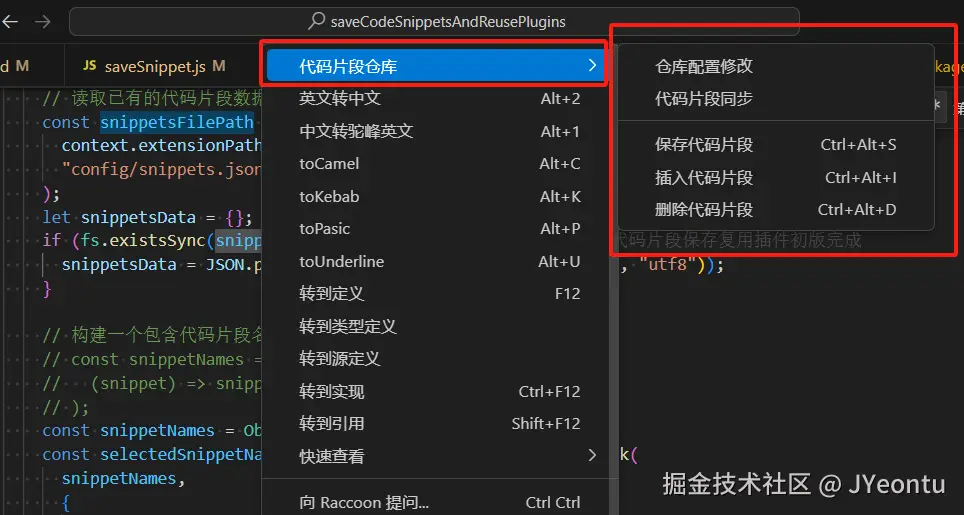 saveCodeSnippetsAndReusePlugins
d M
JS saveSnippet.js M
// 读取已有的代码片段数据
const snippetsFilePath
context.extensionPath
"config/snippets.json
);
let snippetsData = {};
if (fs.existsSync(snipp
snippetsData = JSON.p
}
// 构建一个包含代码片段名
// const snippetNames =
// (snippet) => snipp
// );
const snippetNames = Ob
const selectedSnippetNa
snippetNames,
{
代码片段仓库
英文转中文 Alt+2
中文转驼峰英文 Alt+1
toCamel Alt+C
toKebab Alt+K
toPasic Alt+P
toUnderline Alt+U
转到定义 F12
转到类型定义
转到源定义
转到实现 Ctrl+F12
转到引用 Shift+F12
快速查看
向 Raccoon 提问... Ctrl Ctrl
仓库配置修改
代码片段同步
保存代码片段 Ctrl+Alt+S
插入代码片段 Ctrl+Alt+I
删除代码片段 Ctrl+Alt+D
代码片段保存复用插件初版完成
, "utf8"));
k(
掘金技术社区 @ JYeontu